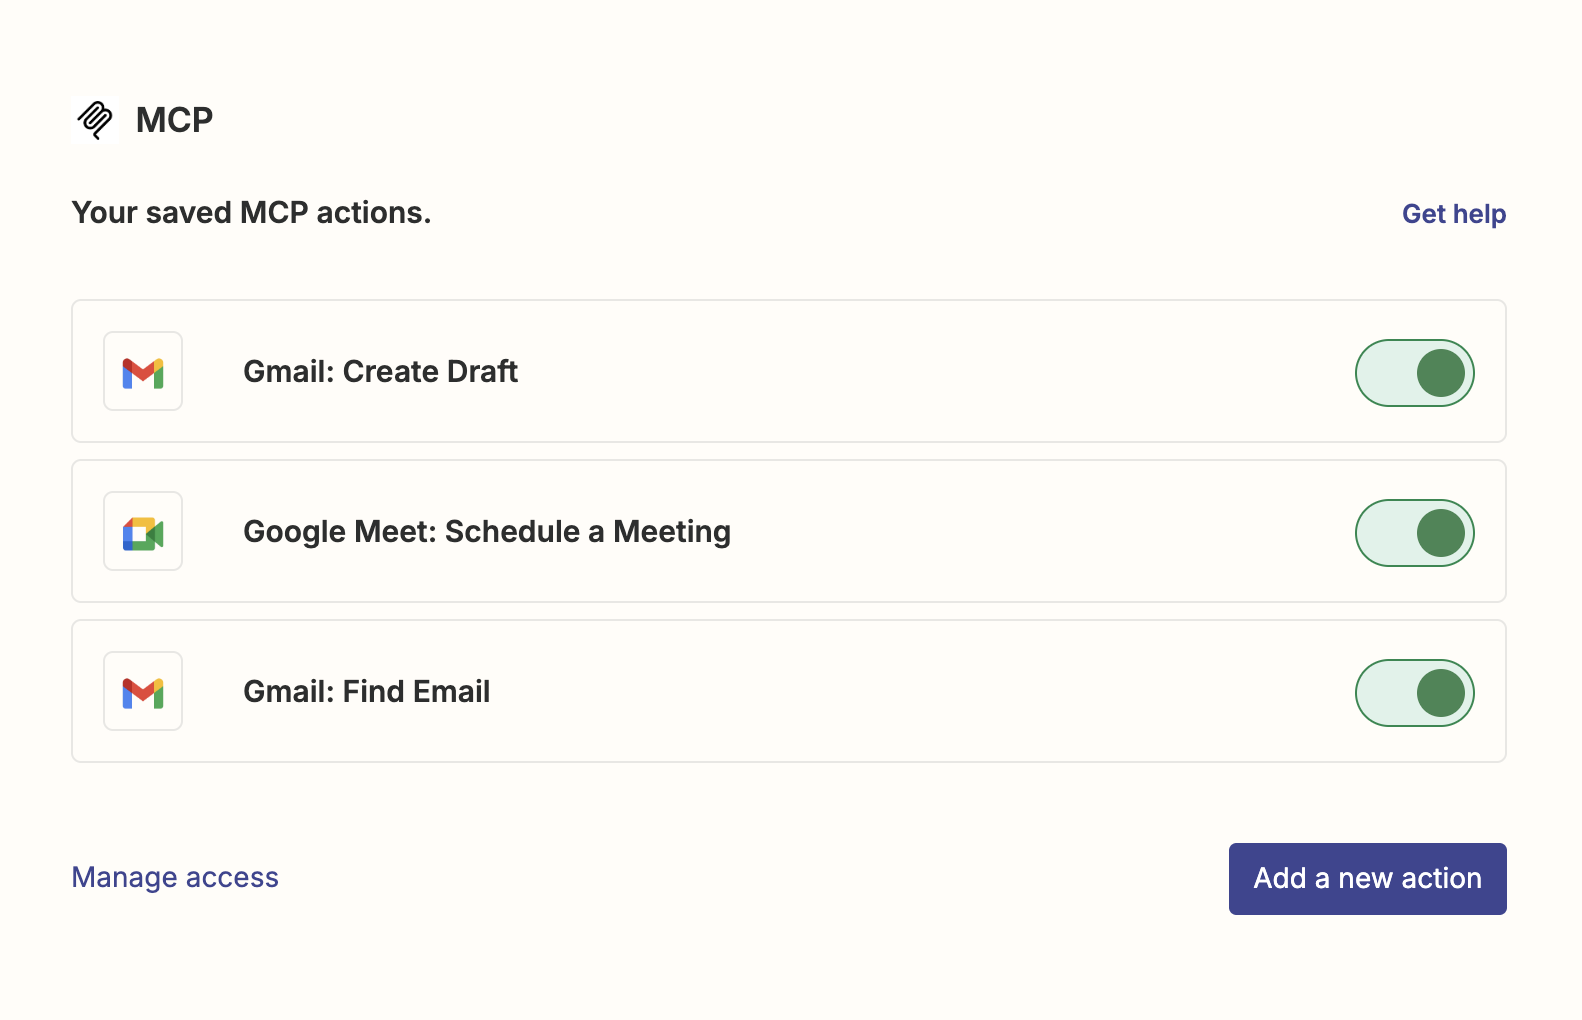 MCP
Your saved MCP actions.
Get help
Gmail: Create Draft
Google Meet: Schedule a Meeting
Gmail: Find Email
Manage access
Add a new action